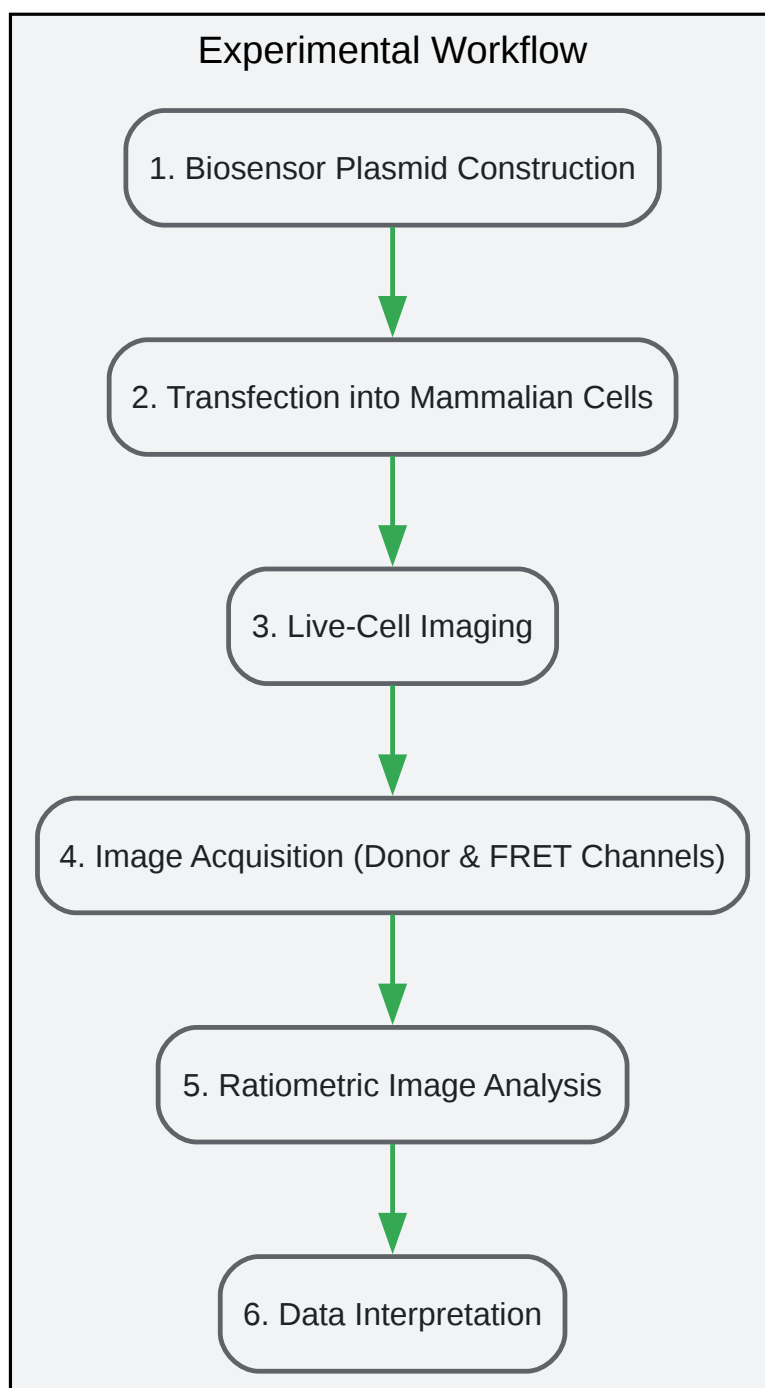 Experimental Workflow
1. Biosensor Plasmid Construction
2. Transfection into Mammalian Cells
3. Live-Cell Imaging
4. Image Acquisition (Donor & FRET Channels)
5. Ratiometric Image Analysis
6. Data Interpretation